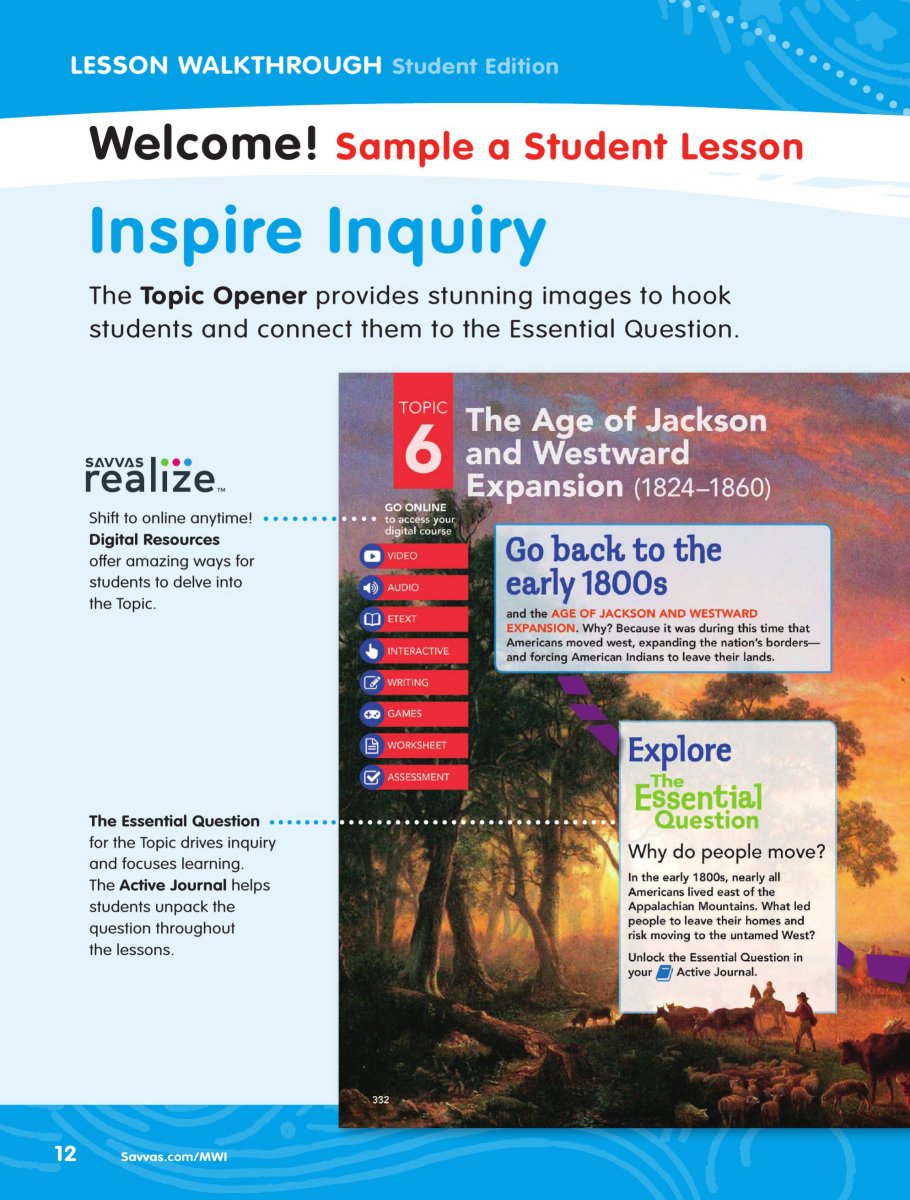 LESSON WALKTHROUGH Student Edition
Welcome! Sample a Student Lesson
Inspire Inquiry
The Topic Opener provides stunning images to hook
students and connect them to the Essential Question.
SAVVAS
realize™
Shift to online anytime!
Digital Resources
offer amazing ways for
students to delve into
the Topic.
The Essential Question
for the Topic drives inquiry
and focuses learning.
The Active Journal helps
students unpack the
question throughout
the lessons.
TOPIC
6
The Age of Jackson
and Westward
Expansion (1824–1860)
GO ONLINE
to access your
digital course
VIDEO
AUDIO
ETEXT
INTERACTIVE
WRITING
GAMES
WORKSHEET
ASSESSMENT
Go back to the
early 1800s
and the AGE OF JACKSON AND WESTWARD
EXPANSION. Why? Because it was during this time that
Americans moved west, expanding the nation's borders—
and forcing American Indians to leave their lands.
Explore
The
Essential
Question
Why do people move?
In the early 1800s, nearly all
Americans lived east of the
Appalachian Mountains. What led
people to leave their homes and
risk moving to the untamed West?
Unlock the Essential Question in
your Active Journal.
332
12
Savvas.com/MWI